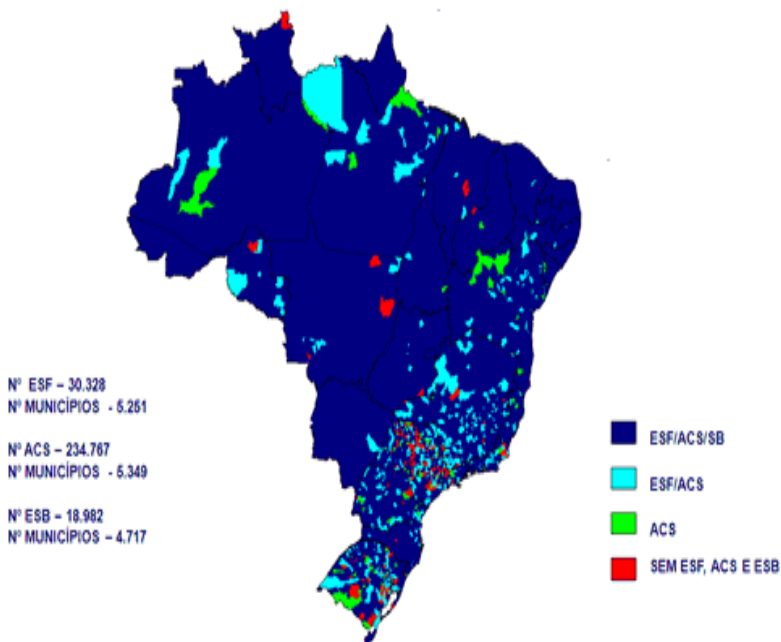 Nº ESF – 30.328
Nº MUNICÍPIOS - 5.251
Nº ACS – 234.767
Nº MUNICÍPIOS – 5.349
Nº ESB – 18.982
Nº MUNICÍPIOS – 4.717
ESF/ACS/SB
ESF/ACS
ACS
SEM ESF, ACS E ESB